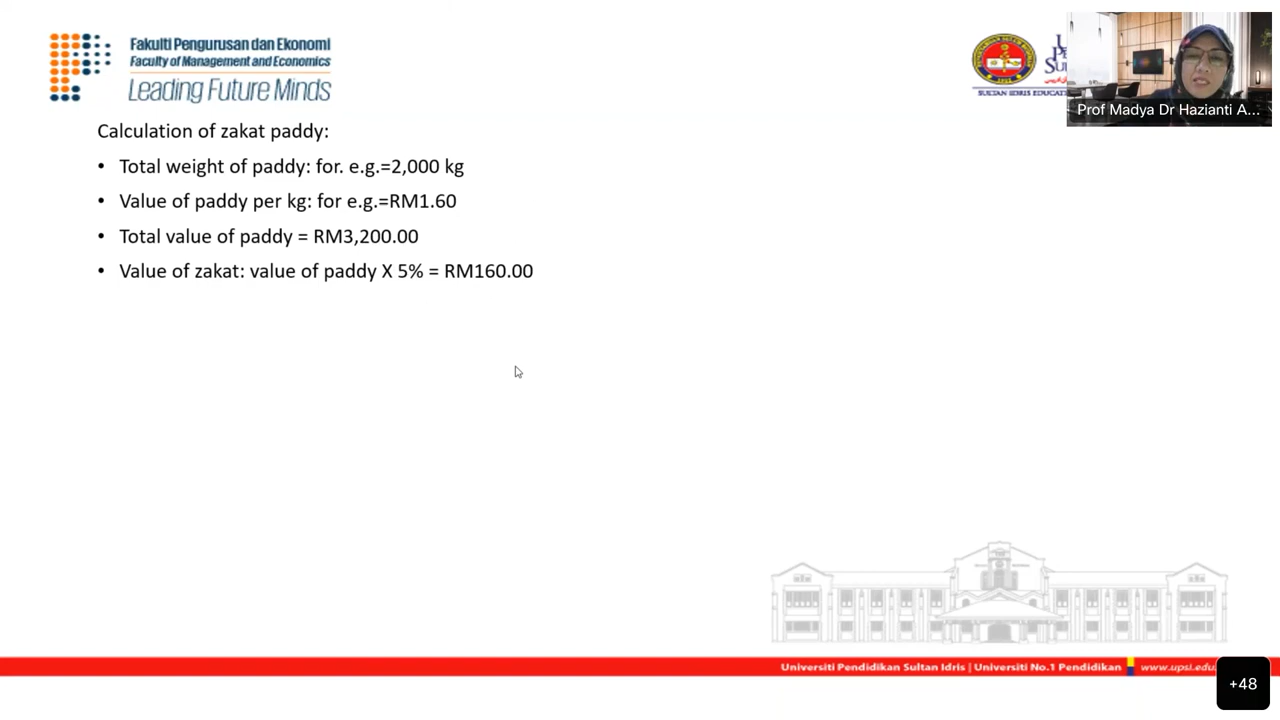 Fakulti Pengurusan dan Ekonomi
Faculty of Management and Economics
Leading Future Minds
SULTAN IDRIS
Prof Madya Dr Hazianti A...
Calculation of zakat paddy:
• Total weight of paddy: for. e.g.=2,000 kg
• Value of paddy per kg: for e.g.=RM1.60
• Total value of paddy = RM3,200.00
• Value of zakat: value of paddy X 5% = RM160.00
Universiti Pendidikan Sultan Idris | Universiti No.1 Pendidikan www.upsi.edu.
+48